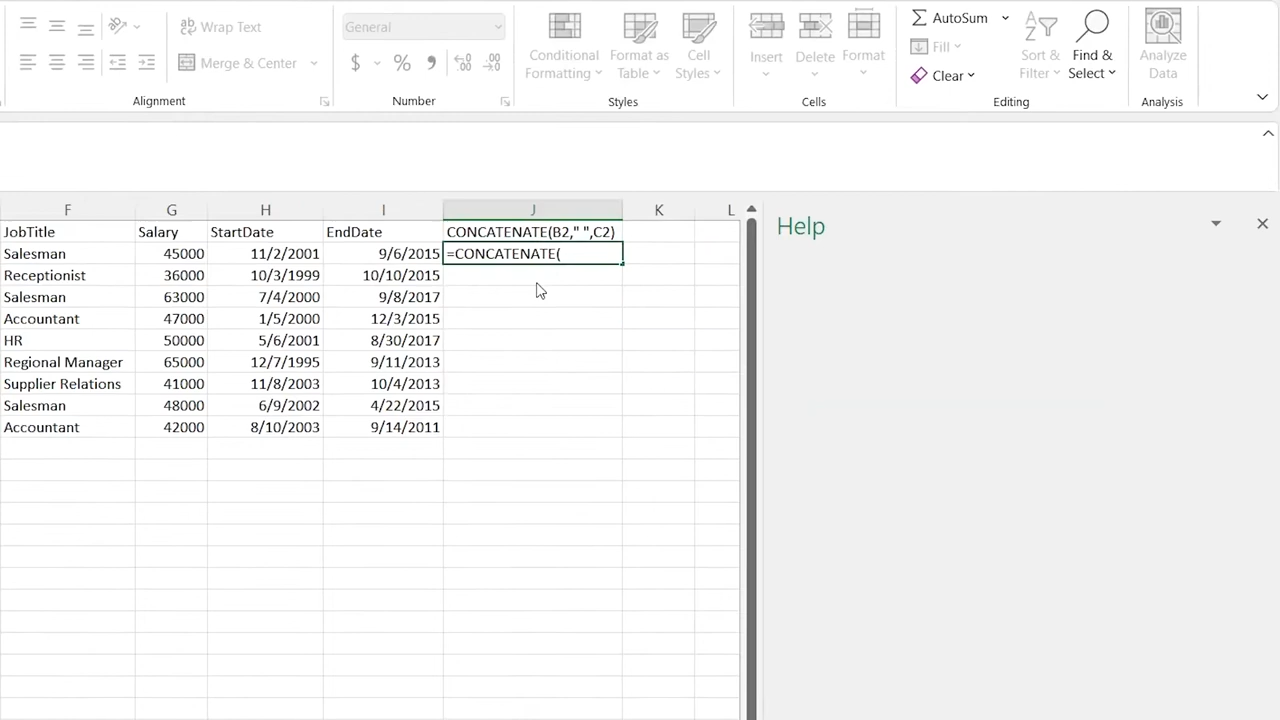 Wrap Text
General
Conditional Formatting
Format as Table
Cell Styles
Insert
Delete
Format
AutoSum
Fill
Clear
Sort & Filter
Find & Select
Analyze Data
Merge & Center
$ % ,
Alignment
Number
Styles
Cells
Editing
Analysis
F G H I J K L
JobTitle Salary StartDate EndDate CONCATENATE(B2," ",C2)
Salesman 45000 11/2/2001 9/6/2015 =CONCATENATE(
Receptionist 36000 10/3/1999 10/10/2015
Salesman 63000 7/4/2000 9/8/2017
Accountant 47000 1/5/2000 12/3/2015
HR 50000 5/6/2001 8/30/2017
Regional Manager 65000 12/7/1995 9/11/2013
Supplier Relations 41000 11/8/2003 10/4/2013
Salesman 48000 6/9/2002 4/22/2015
Accountant 42000 8/10/2003 9/14/2011
Help